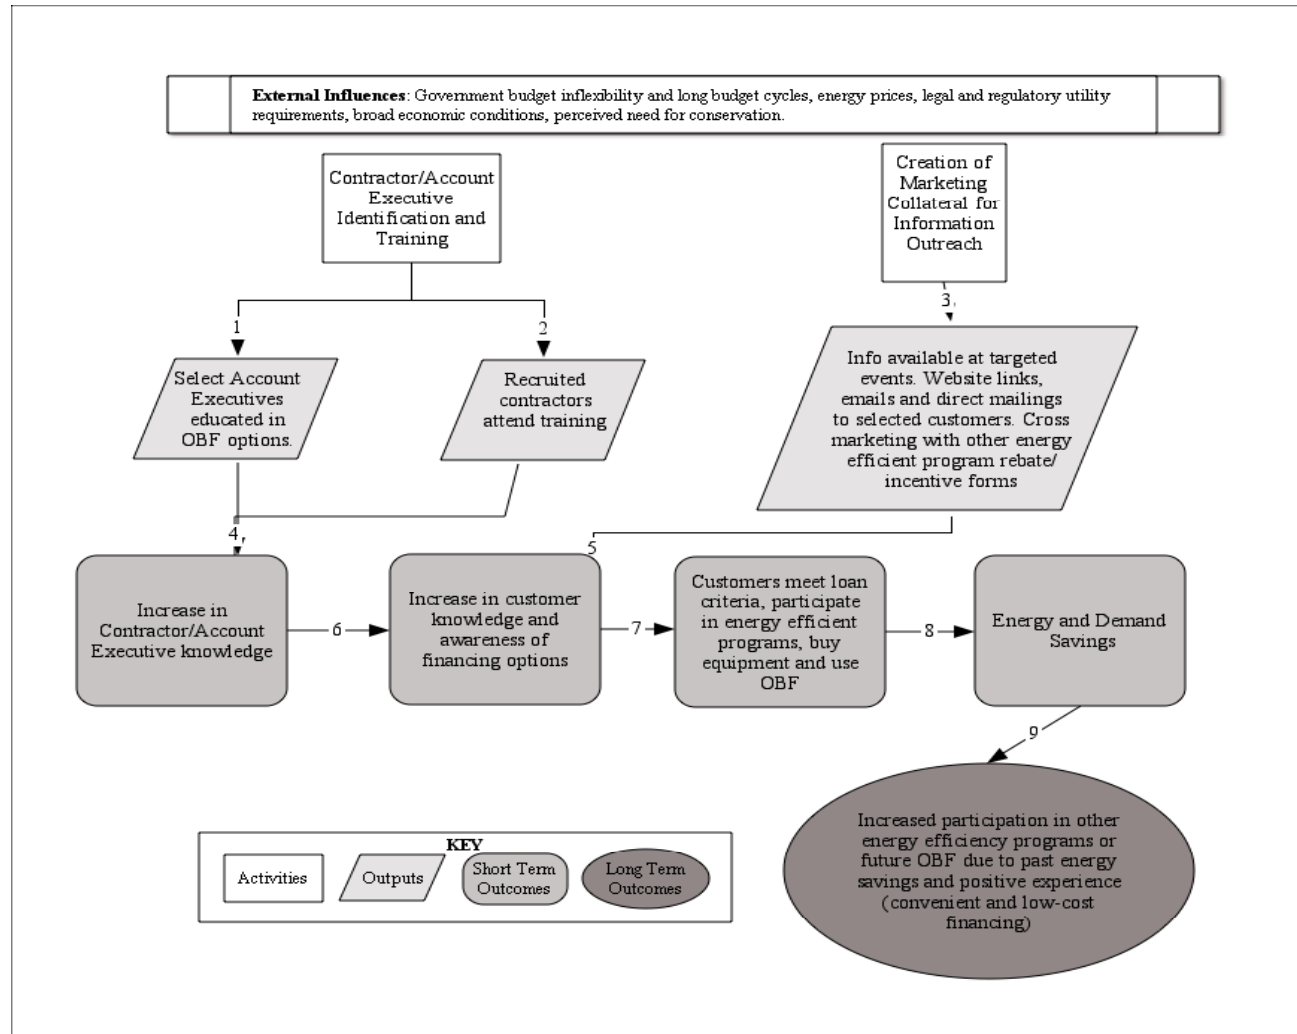 External Influences: Government budget inflexibility and long budget cycles, energy prices, legal and regulatory utility
requirements, broad economic conditions, perceived need for conservation.
Contractor/Account
Executive
Identification and
Training
Creation of
Marketing
Collateral for
Information
Outreach
1
2
3
Select Account
Executives
educated in
OBF options.
Recruited
contractors
attend training
Info available at targeted
events. Website links,
emails and direct mailings
to selected customers. Cross
marketing with other energy
efficient program rebate/
incentive forms
4
5
Increase in
Contractor/Account
Executive knowledge
6
Increase in customer
knowledge and
awareness of
financing options
7
Customers meet loan
criteria, participate
in energy efficient
programs, buy
equipment and use
OBF
8
Energy and Demand
Savings
9
Increased participation in other
energy efficiency programs or
future OBF due to past energy
savings and positive experience
(convenient and low-cost
financing)
KEY
Activities
Outputs
Short Term
Outcomes
Long Term
Outcomes